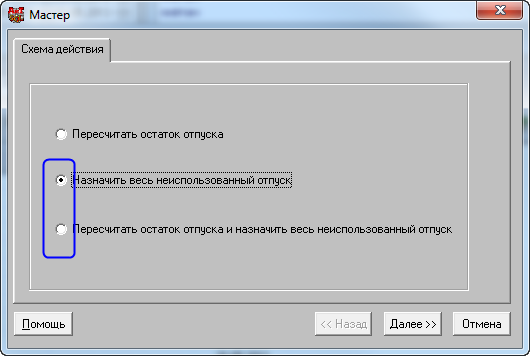 Мастер
Схема действия
Пересчитать остаток отпуска
Назначить весь неиспользованный отпуск
Пересчитать остаток отпуска и назначить весь неиспользованный отпуск
Помощь
<< Назад
Далее >>
Отмена